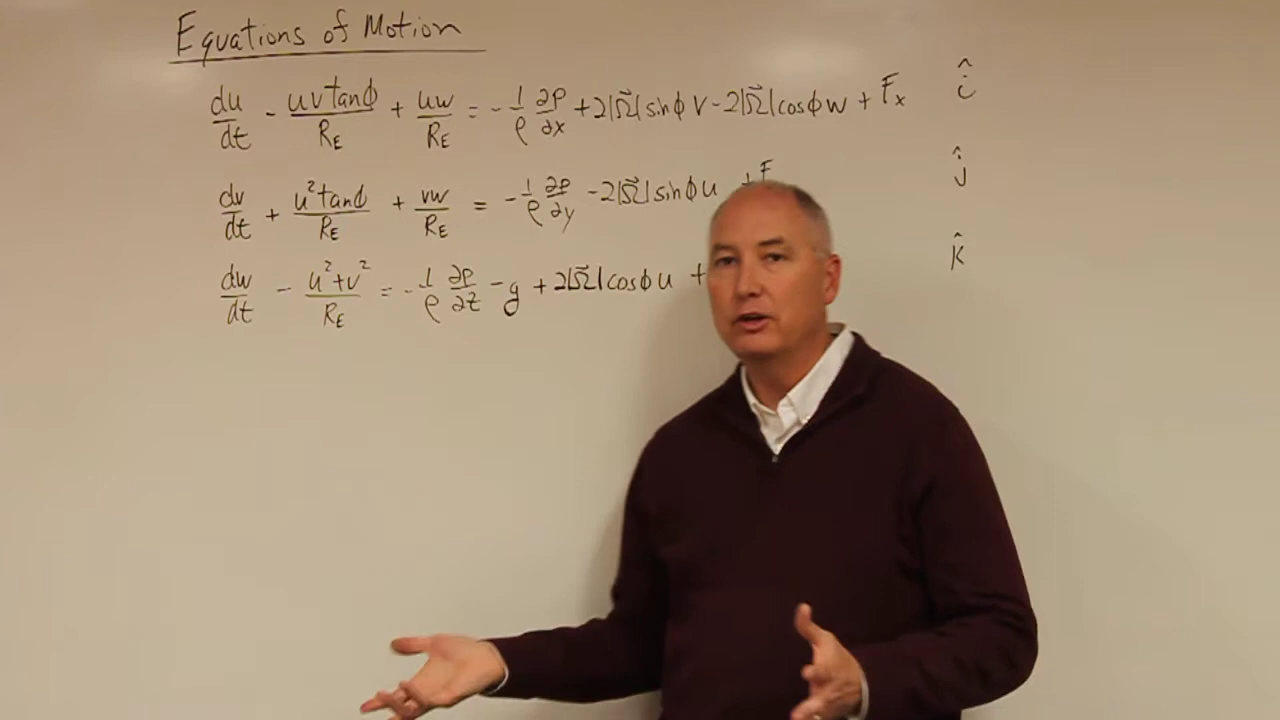 Equations of Motion
du/dt - uv tanϕ/R_E + uw/R_E = - 1/ρ ∂p/∂x + 2|Ω⃗| sinϕ v - 2|Ω⃗| cosϕ w + F_x î
dv/dt + u² tanϕ/R_E + vw/R_E = - 1/ρ ∂p/∂y - 2|Ω⃗| sinϕ u + F ĵ
dw/dt - u² + v²/R_E = - 1/ρ ∂p/∂z - g + 2|Ω⃗| cosϕ u + k̂